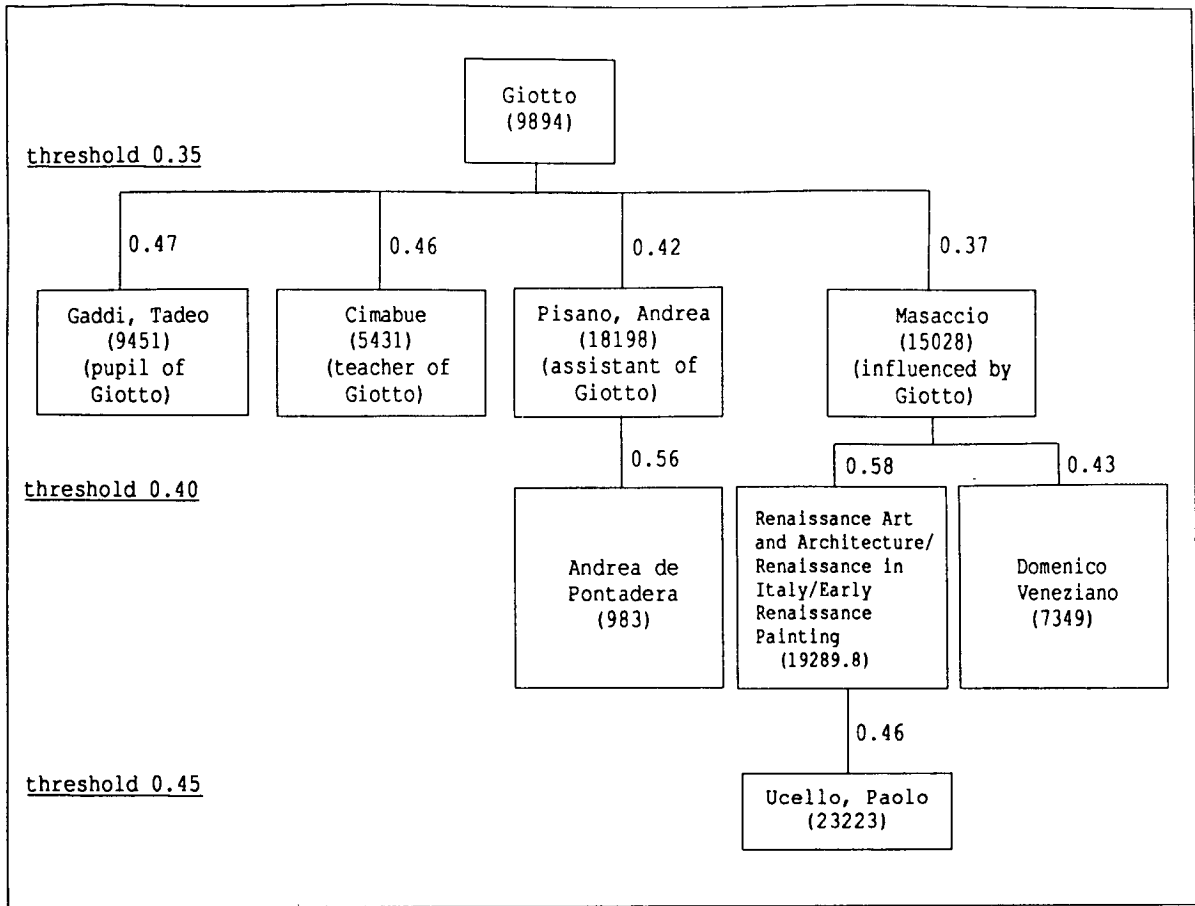 Giotto
(9894)
threshold 0.35
0.47
0.46
0.42
0.37
Gaddi, Tadeo
(9451)
(pupil of
Giotto)
Cimabue
(5431)
(teacher of
Giotto)
Pisano, Andrea
(18198)
(assistant of
Giotto)
Masaccio
(15028)
(influenced by
Giotto)
0.56
0.58
0.43
threshold 0.40
Andrea de
Pontadera
(983)
Renaissance Art
and Architecture/
Renaissance in
Italy/Early
Renaissance
Painting
(19289.8)
Domenico
Veneziano
(7349)
0.46
threshold 0.45
Ucello, Paolo
(23223)